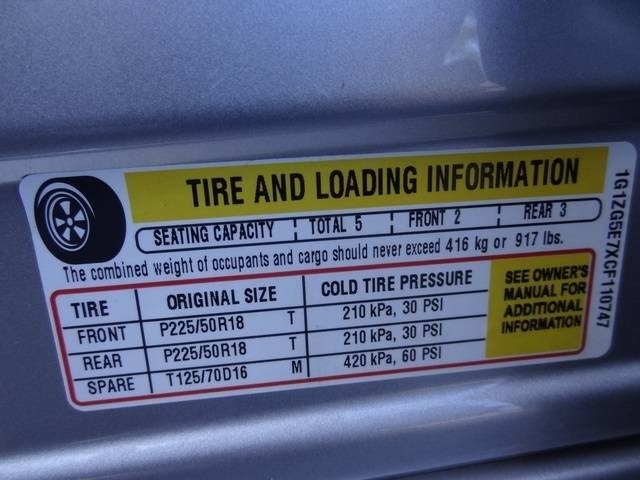 TIRE AND LOADING INFORMATION
SEATING CAPACITY TOTAL 5 FRONT 2 REAR 3
The combined weight of occupants and cargo should never exceed 416 kg or 917 lbs.
TIRE ORIGINAL SIZE COLD TIRE PRESSURE
FRONT P225/50R18 T 210 kPa, 30 PSI
REAR P225/50R18 T 210 kPa, 30 PSI
SPARE T125/70D16 M 420 kPa, 60 PSI
SEE OWNER'S
MANUAL FOR
ADDITIONAL
INFORMATION
1G1ZG5E7XCF110747